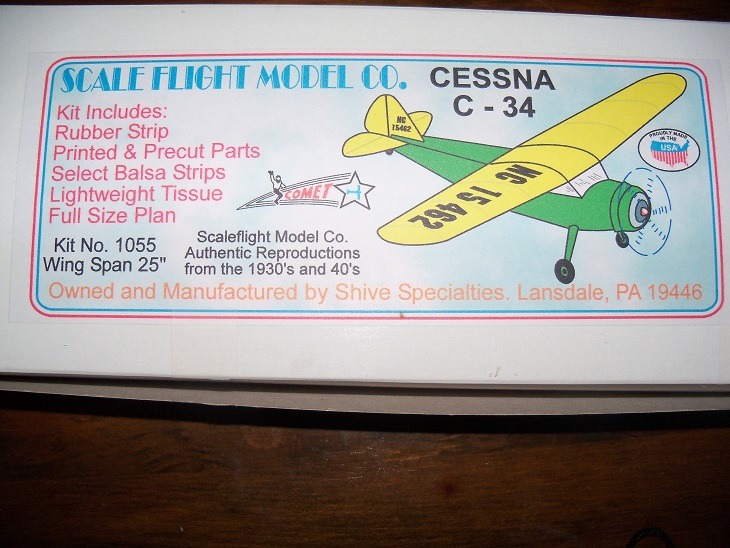 SCALE FLIGHT MODEL CO.
CESSNA
C - 34
Kit Includes:
Rubber Strip
Printed & Precut Parts
Select Balsa Strips
Lightweight Tissue
Full Size Plan
Kit No. 1055
Wing Span 25"
COMET
Scaleflight Model Co.
Authentic Reproductions
from the 1930's and 40's
NC
15462
NC 15462
PROUDLY MADE
IN THE
USA
Owned and Manufactured by Shive Specialties. Lansdale, PA 19446